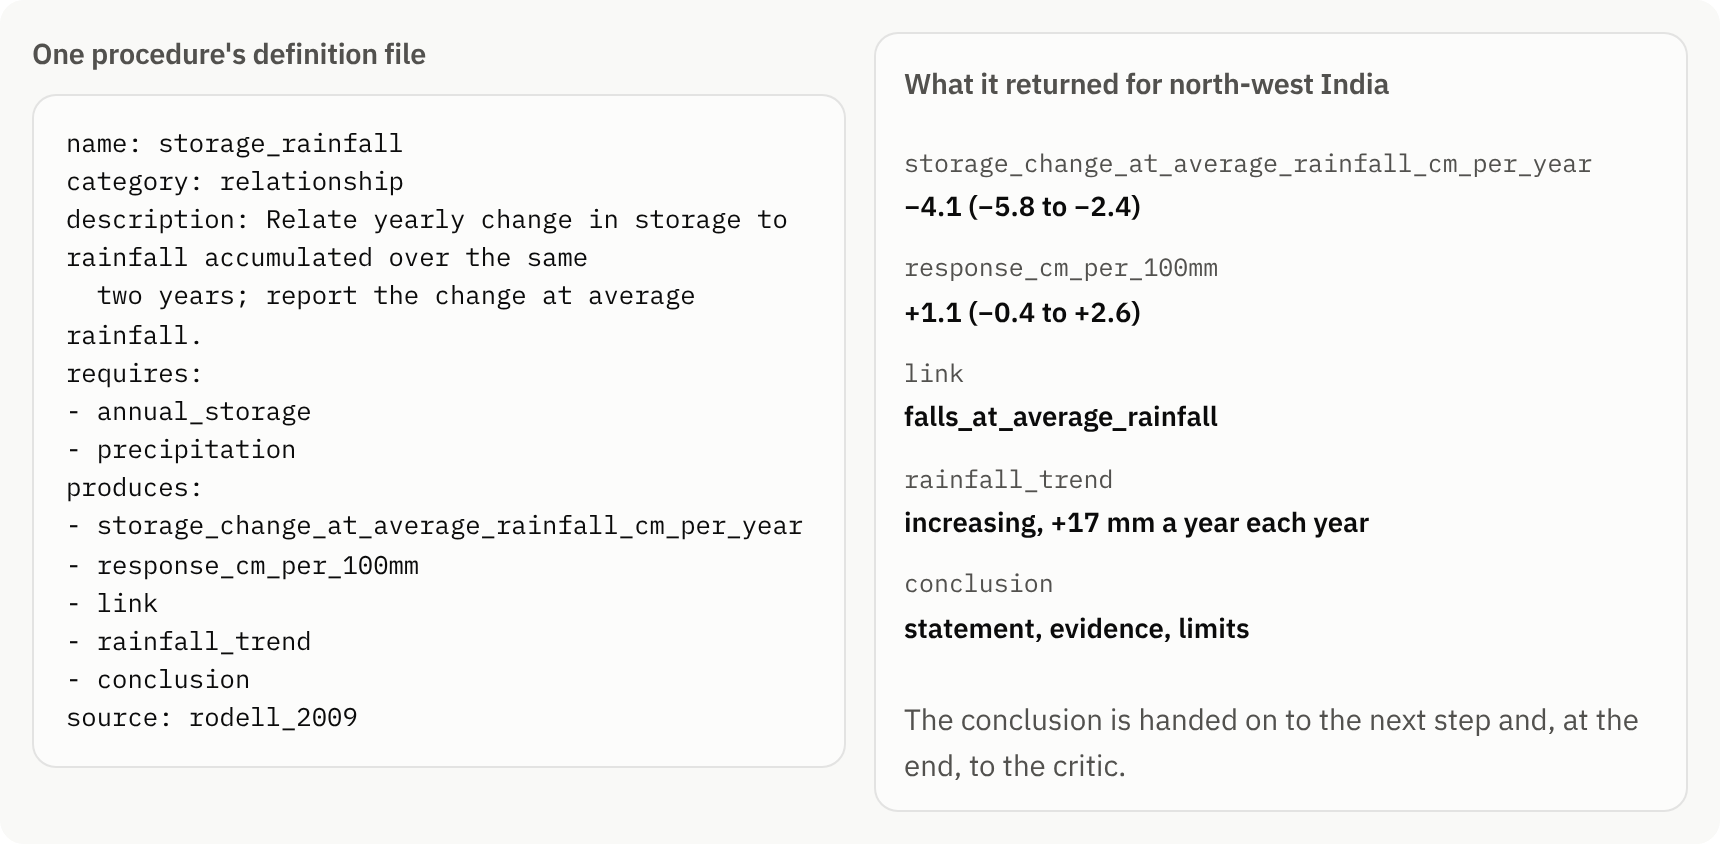 One procedure's definition file
name: storage_rainfall
category: relationship
description: Relate yearly change in storage to
rainfall accumulated over the same
  two years; report the change at average
rainfall.
requires:
- annual_storage
- precipitation
produces:
- storage_change_at_average_rainfall_cm_per_year
- response_cm_per_100mm
- link
- rainfall_trend
- conclusion
source: rodell_2009
What it returned for north-west India
storage_change_at_average_rainfall_cm_per_year
−4.1 (−5.8 to −2.4)
response_cm_per_100mm
+1.1 (−0.4 to +2.6)
link
falls_at_average_rainfall
rainfall_trend
increasing, +17 mm a year each year
conclusion
statement, evidence, limits
The conclusion is handed on to the next step and, at the
end, to the critic.